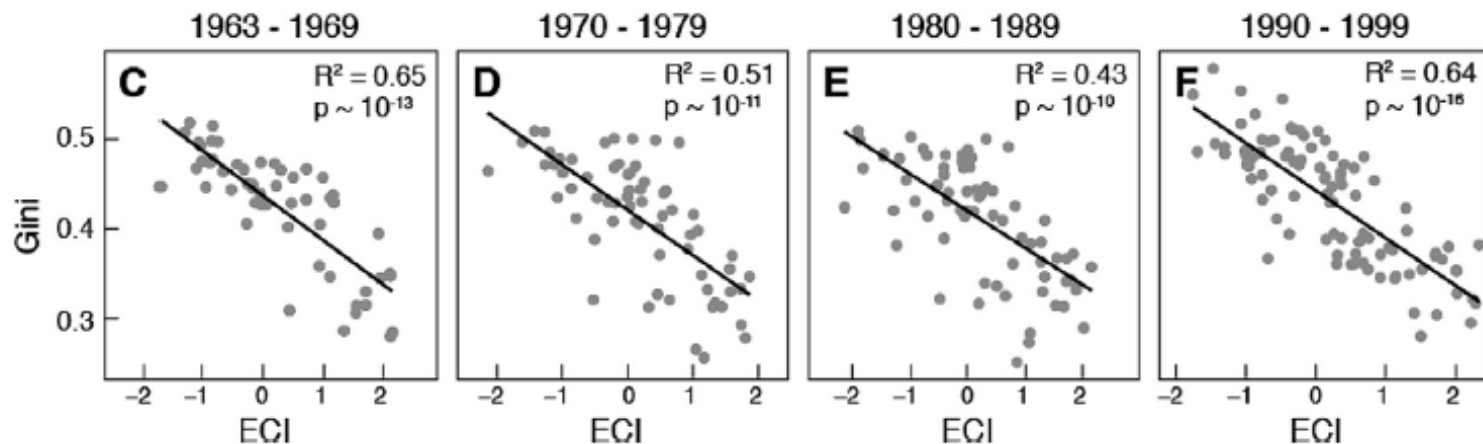 1963 - 1969
1970 - 1979
1980 - 1989
1990 - 1999
C
R² = 0.65
p ~ 10⁻¹³
D
R² = 0.51
p ~ 10⁻¹¹
E
R² = 0.43
p ~ 10⁻¹⁰
F
R² = 0.64
p ~ 10⁻¹⁶
Gini
0.5
0.4
0.3
−2 −1 0 1 2
−2 −1 0 1 2
−2 −1 0 1 2
−2 −1 0 1 2
ECI
ECI
ECI
ECI